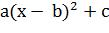 a(x – b)² + c